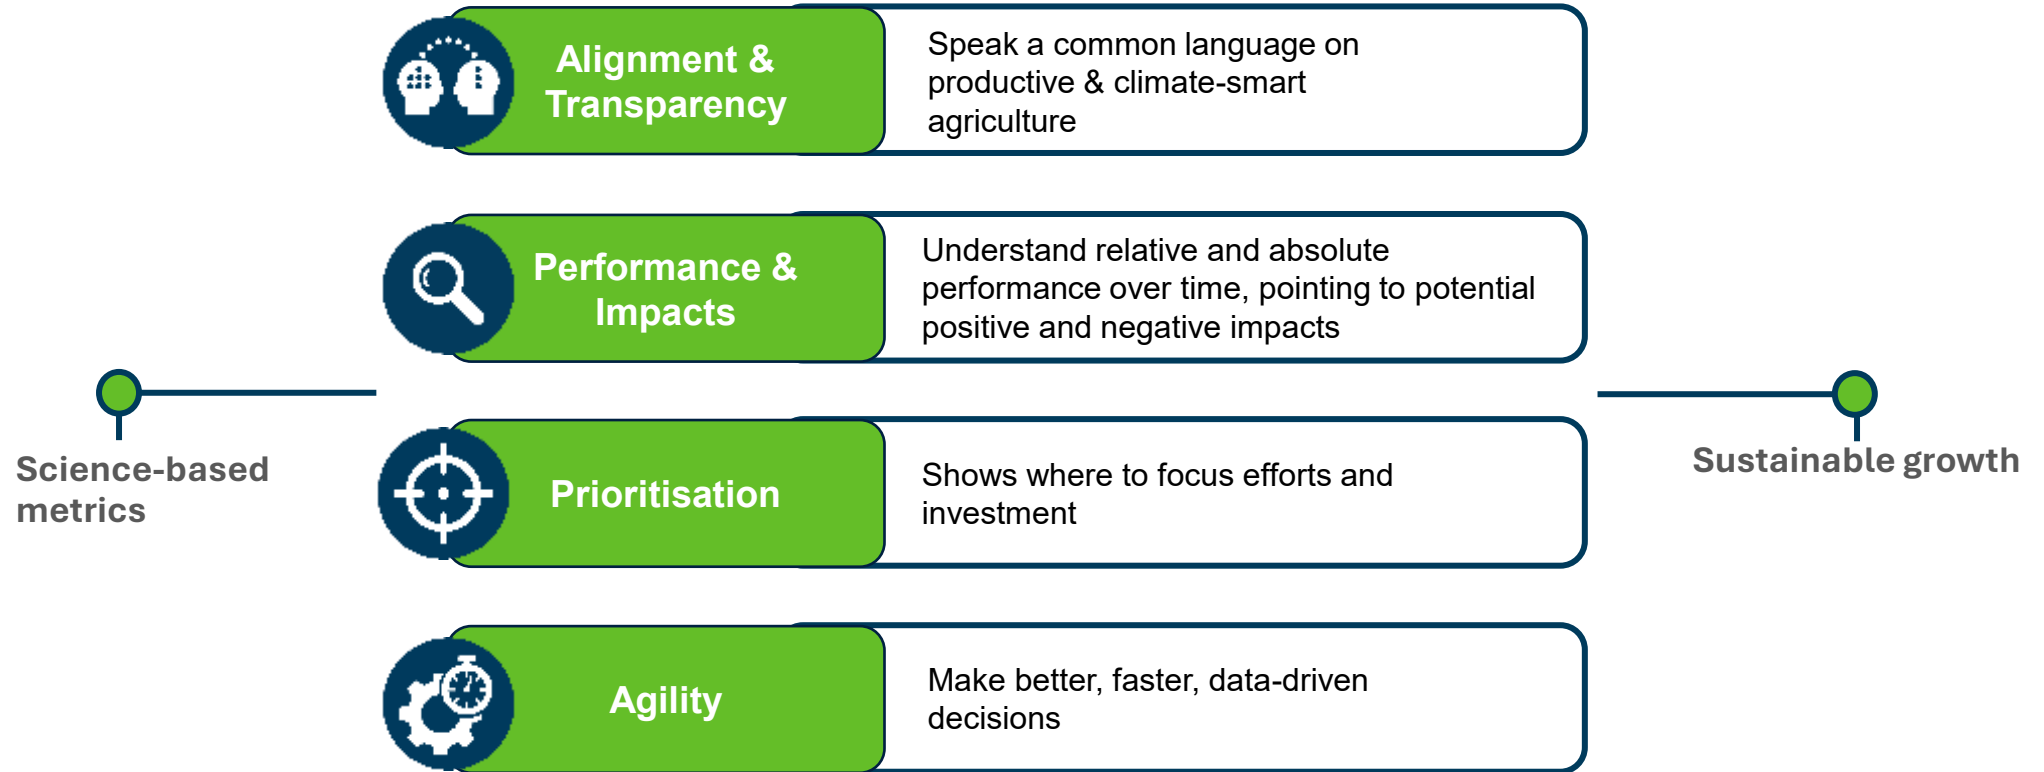 Science-based
metrics
Alignment &
Transparency
Speak a common language on
productive & climate-smart
agriculture
Performance &
Impacts
Understand relative and absolute
performance over time, pointing to potential
positive and negative impacts
Prioritisation
Shows where to focus efforts and
investment
Agility
Make better, faster, data-driven
decisions
Sustainable growth